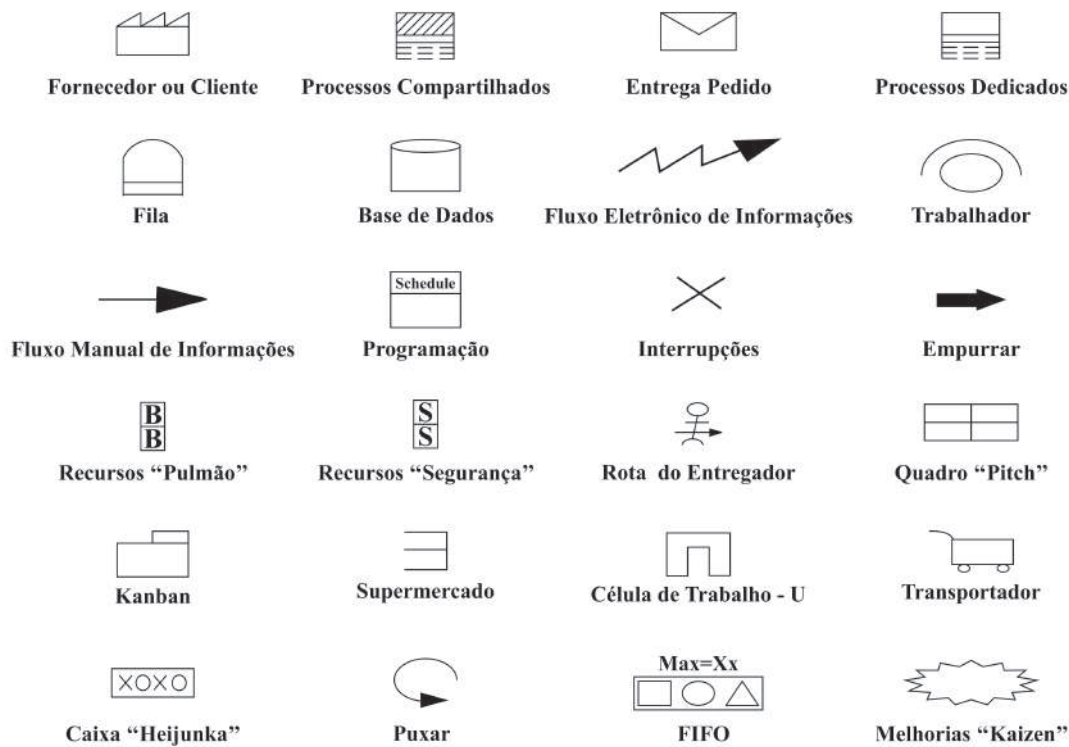 Fornecedor ou Cliente
Processos Compartilhados
Entrega Pedido
Processos Dedicados
Fila
Base de Dados
Fluxo Eletrônico de Informações
Trabalhador
Fluxo Manual de Informações
Schedule
Programação
Interrupções
Empurrar
B
B
Recursos “Pulmão”
S
S
Recursos “Segurança”
Rota do Entregador
Quadro “Pitch”
Kanban
Supermercado
Célula de Trabalho - U
Transportador
XOXO
Caixa “Heijunka”
Puxar
Max=Xx
FIFO
Melhorias “Kaizen”